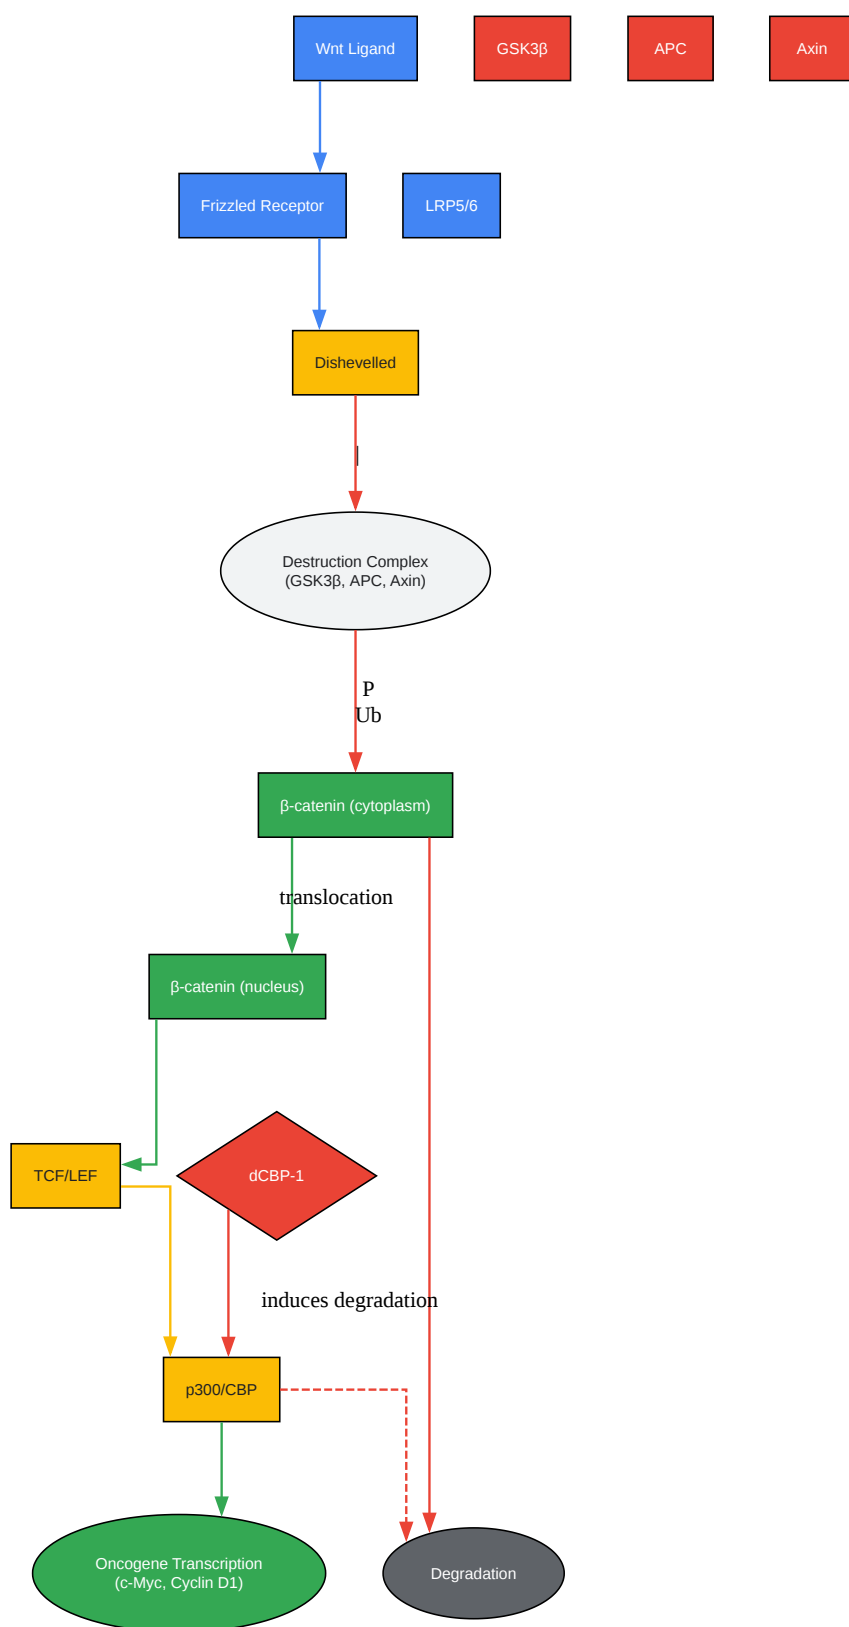 Wnt Ligand
GSK3β
APC
Axin
Frizzled Receptor
LRP5/6
Dishevelled
|
Destruction Complex
(GSK3β, APC, Axin)
P
Ub
β-catenin (cytoplasm)
translocation
β-catenin (nucleus)
TCF/LEF
dCBP-1
induces degradation
p300/CBP
Oncogene Transcription
(c-Myc, Cyclin D1)
Degradation